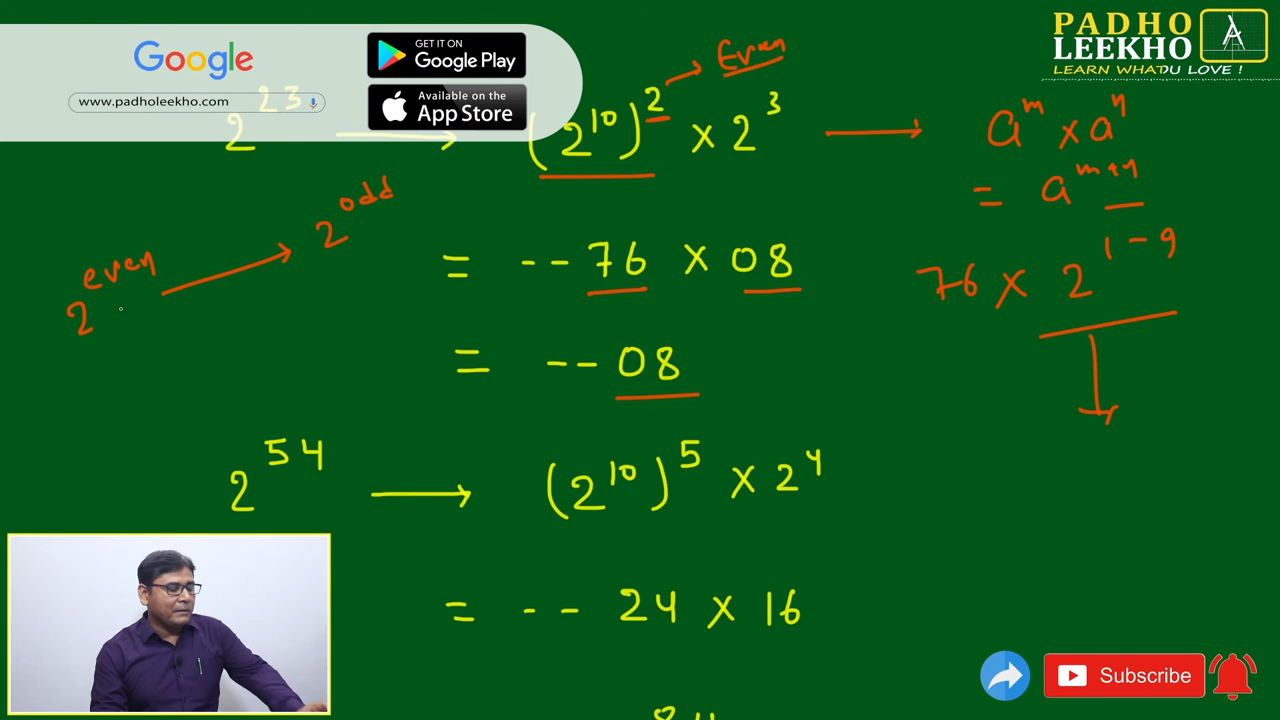 Google
www.padholeekho.com
GET IT ON
Google Play
Available on the
App Store
PADHO
LEEKHO
LEARN WHAT DU LOVE !
2^23 → (2^10)^2 × 2^3 → a^m × a^n
Even
= a^(m+n)
2^even → 2^odd
= -- 76 × 08
76 × 2^(1-9)
= -- 08
2^54 → (2^10)^5 × 2^4
= -- 24 × 16
84
Subscribe